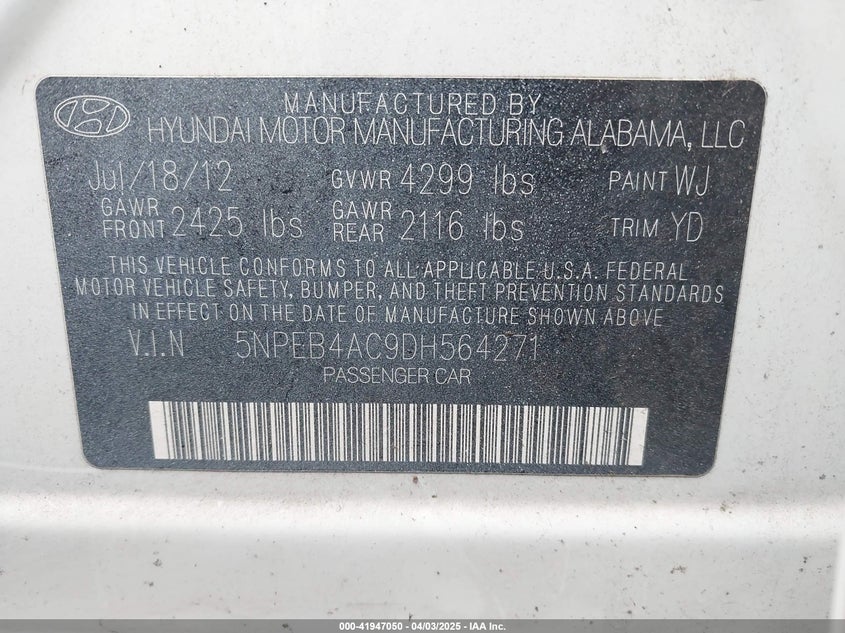 MANUFACTURED BY
HYUNDAI MOTOR MANUFACTURING ALABAMA, LLC
Jul/18/12 GVWR 4299 lbs PAINT WJ
GAWR FRONT 2425 lbs GAWR REAR 2116 lbs TRIM YD
THIS VEHICLE CONFORMS TO ALL APPLICABLE U.S.A. FEDERAL
MOTOR VEHICLE SAFETY, BUMPER, AND THEFT PREVENTION STANDARDS
IN EFFECT ON THE DATE OF MANUFACTURE SHOWN ABOVE
V.I.N 5NPEB4AC9DH564271
PASSENGER CAR
000-41947050 - 04/03/2025 - IAA Inc.